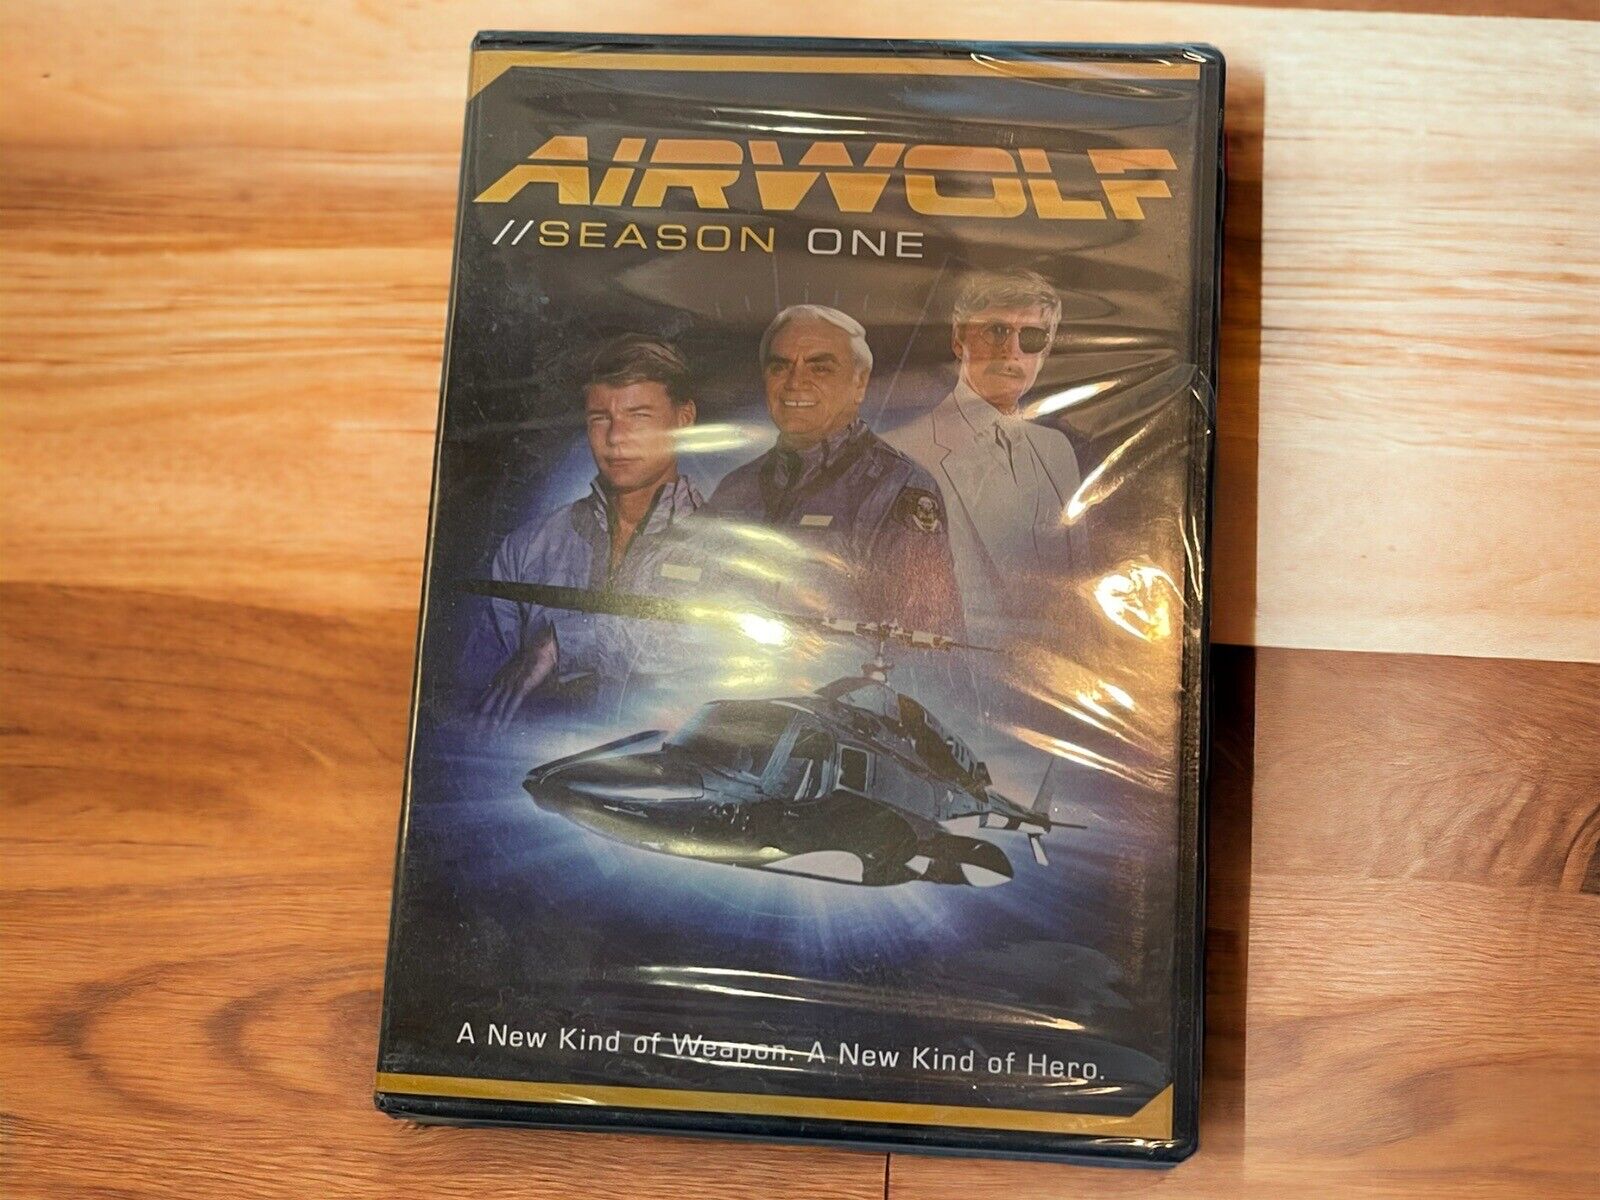 AIRWOLF
//SEASON ONE
A New Kind of Weapon. A New Kind of Hero.